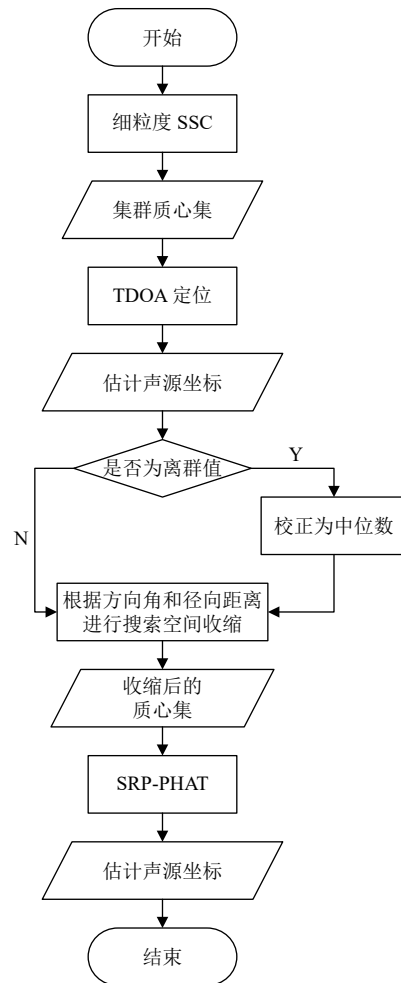 开始
细粒度 SSC
集群质心集
TDOA 定位
估计声源坐标
是否为离群值
Y
N
校正为中位数
根据方向角和径向距离
进行搜索空间收缩
收缩后的
质心集
SRP-PHAT
估计声源坐标
结束